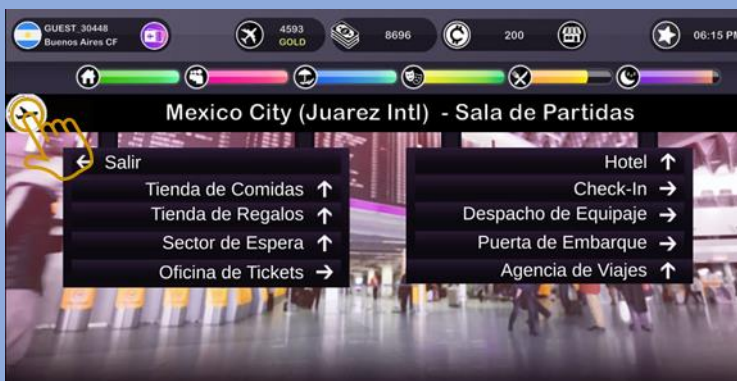 GUEST_30448
Buenos Aires CF
4593
GOLD
8696
200
06:15 PM
Mexico City (Juarez Intl) - Sala de Partidas
← Salir
Tienda de Comidas ↑
Tienda de Regalos ↑
Sector de Espera ↑
Oficina de Tickets →
Hotel ↑
Check-In →
Despacho de Equipaje →
Puerta de Embarque →
Agencia de Viajes ↑